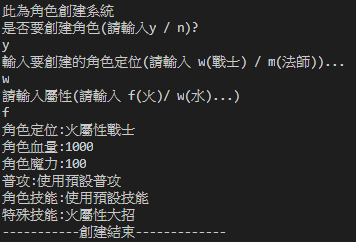 此為角色創建系統
是否要創建角色(請輸入y / n)?
y
輸入要創建的角色定位(請輸入 w(戰士) / m(法師))...
w
請輸入屬性(請輸入 f(火)/ w(水)...)
f
角色定位:火屬性戰士
角色血量:1000
角色魔力:100
普攻:使用預設普攻
角色技能:使用預設技能
特殊技能:火屬性大招
-----------創建結束-------------